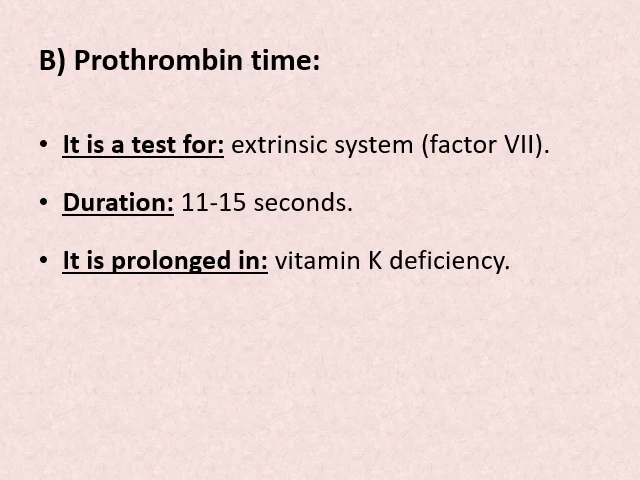 B) Prothrombin time:
• It is a test for: extrinsic system (factor VII).
• Duration: 11-15 seconds.
• It is prolonged in: vitamin K deficiency.